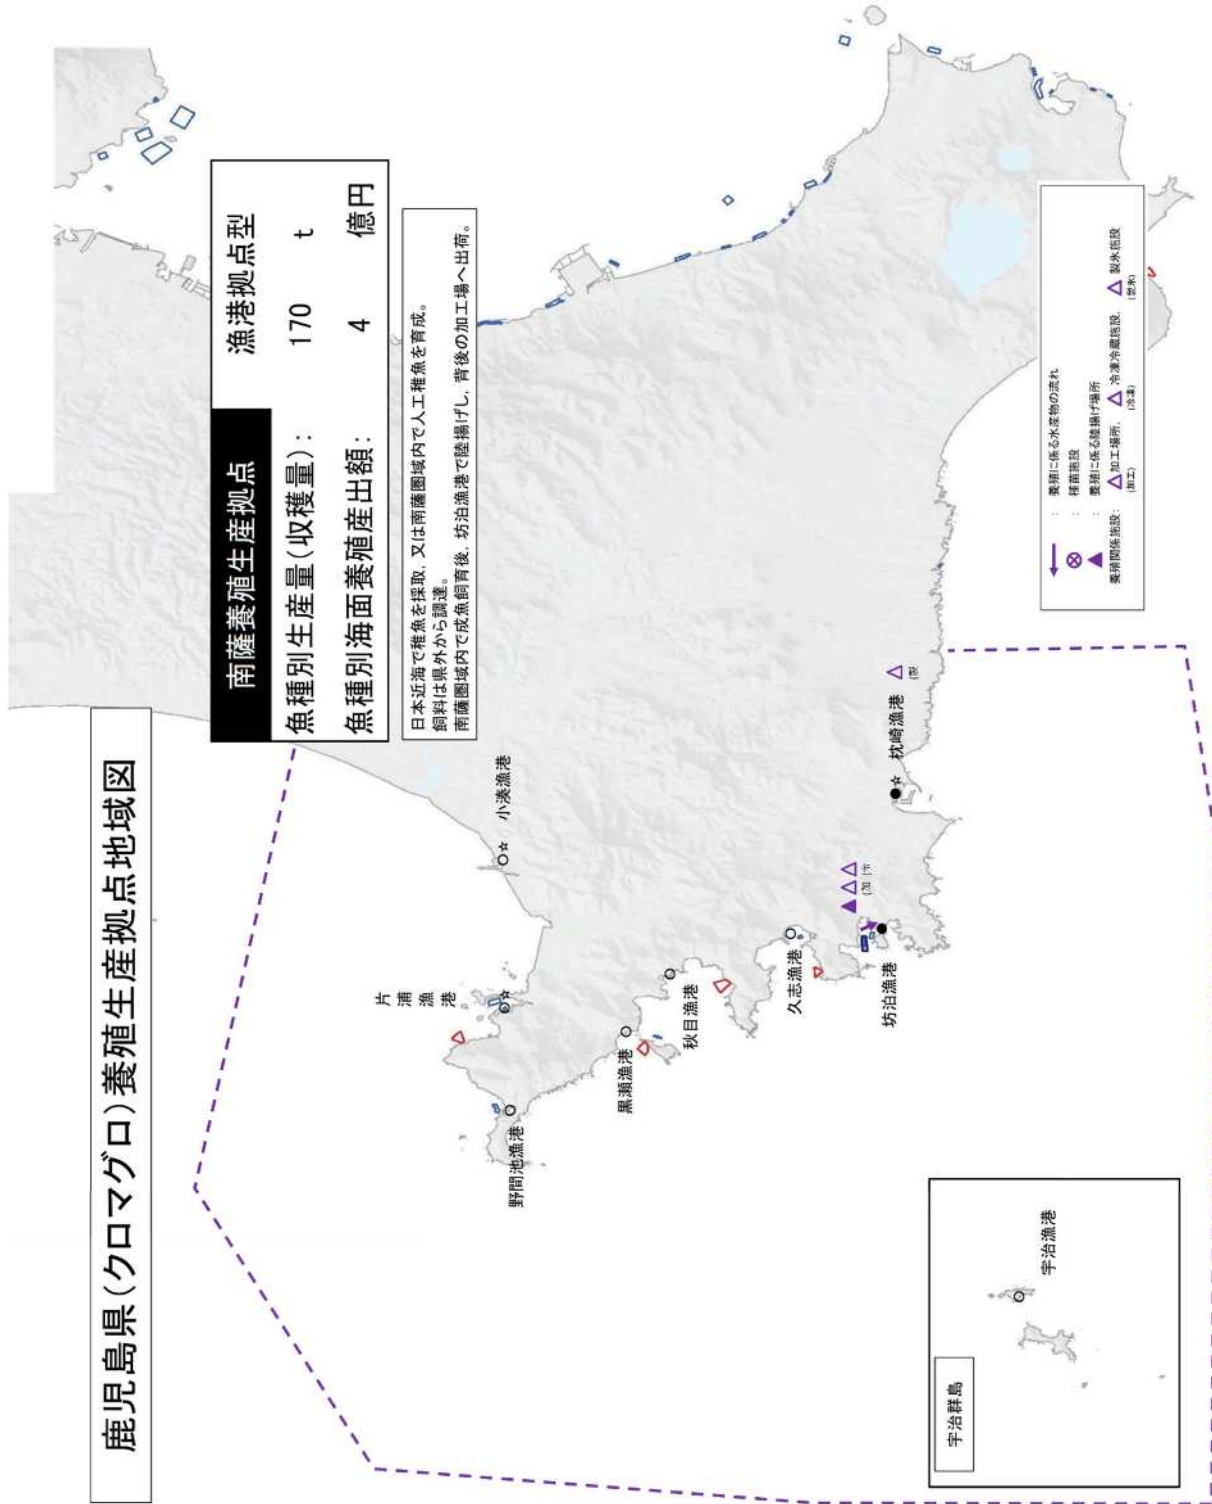 鹿児島県(クロマグロ)養殖生産拠点地域図
南薩養殖生産拠点 漁港拠点型
魚種別生産量(収穫量): 170 t
魚種別海面養殖産出額: 4 億円
日本近海で稚魚を採取,又は南薩圏域内で人工種苗を育成。
飼料は県外から調達。
南薩圏域内で成魚飼育後,坊泊漁港で陸揚げし,背後の加工場へ出荷。
小湊漁港
片浦漁港
野間池漁港
黒瀬漁港
秋目漁港
久志漁港
坊泊漁港
(加
(冷
枕崎漁港
(製
: 養殖に係る水産物の流れ
: 種苗施設
: 養殖に係る陸揚げ場所
養殖関係施設: 加工場所, 冷凍冷蔵施設, 製氷施設
(加工) (冷凍) (製氷)
宇治群島
宇治漁港